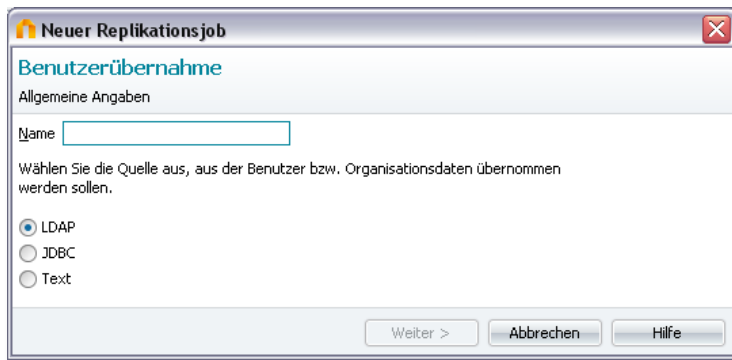 Neuer Replikationsjob
Benutzerübernahme
Allgemeine Angaben
Name
Wählen Sie die Quelle aus, aus der Benutzer bzw. Organisationsdaten übernommen
werden sollen.
LDAP
JDBC
Text
Weiter > Abbrechen Hilfe